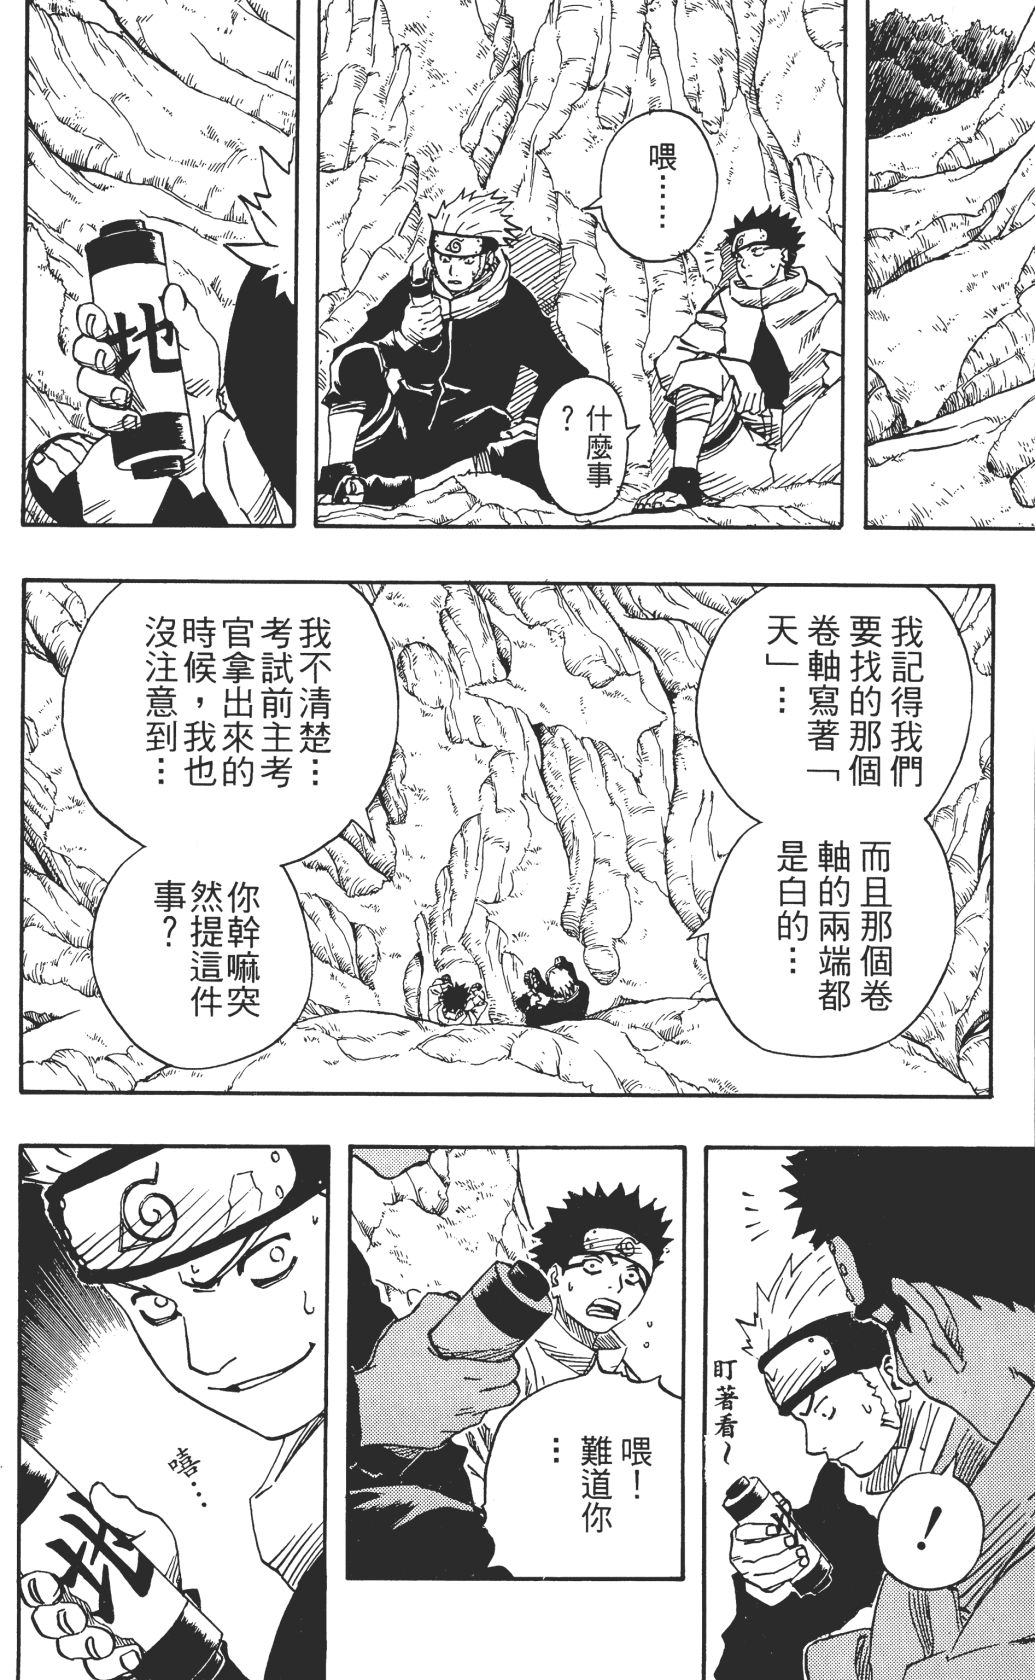 喂……
什麼事
？
地
我記得我們
要找的那個
卷軸寫著「
天」…
而且那個卷
軸的兩端都
是白的…
我不清楚…
考試前主考
官拿出來的
時候，我也
沒注意到…
你幹嘛突
然提這件
事？
盯著看～
！
喂！
難道你
…
嘻…
地